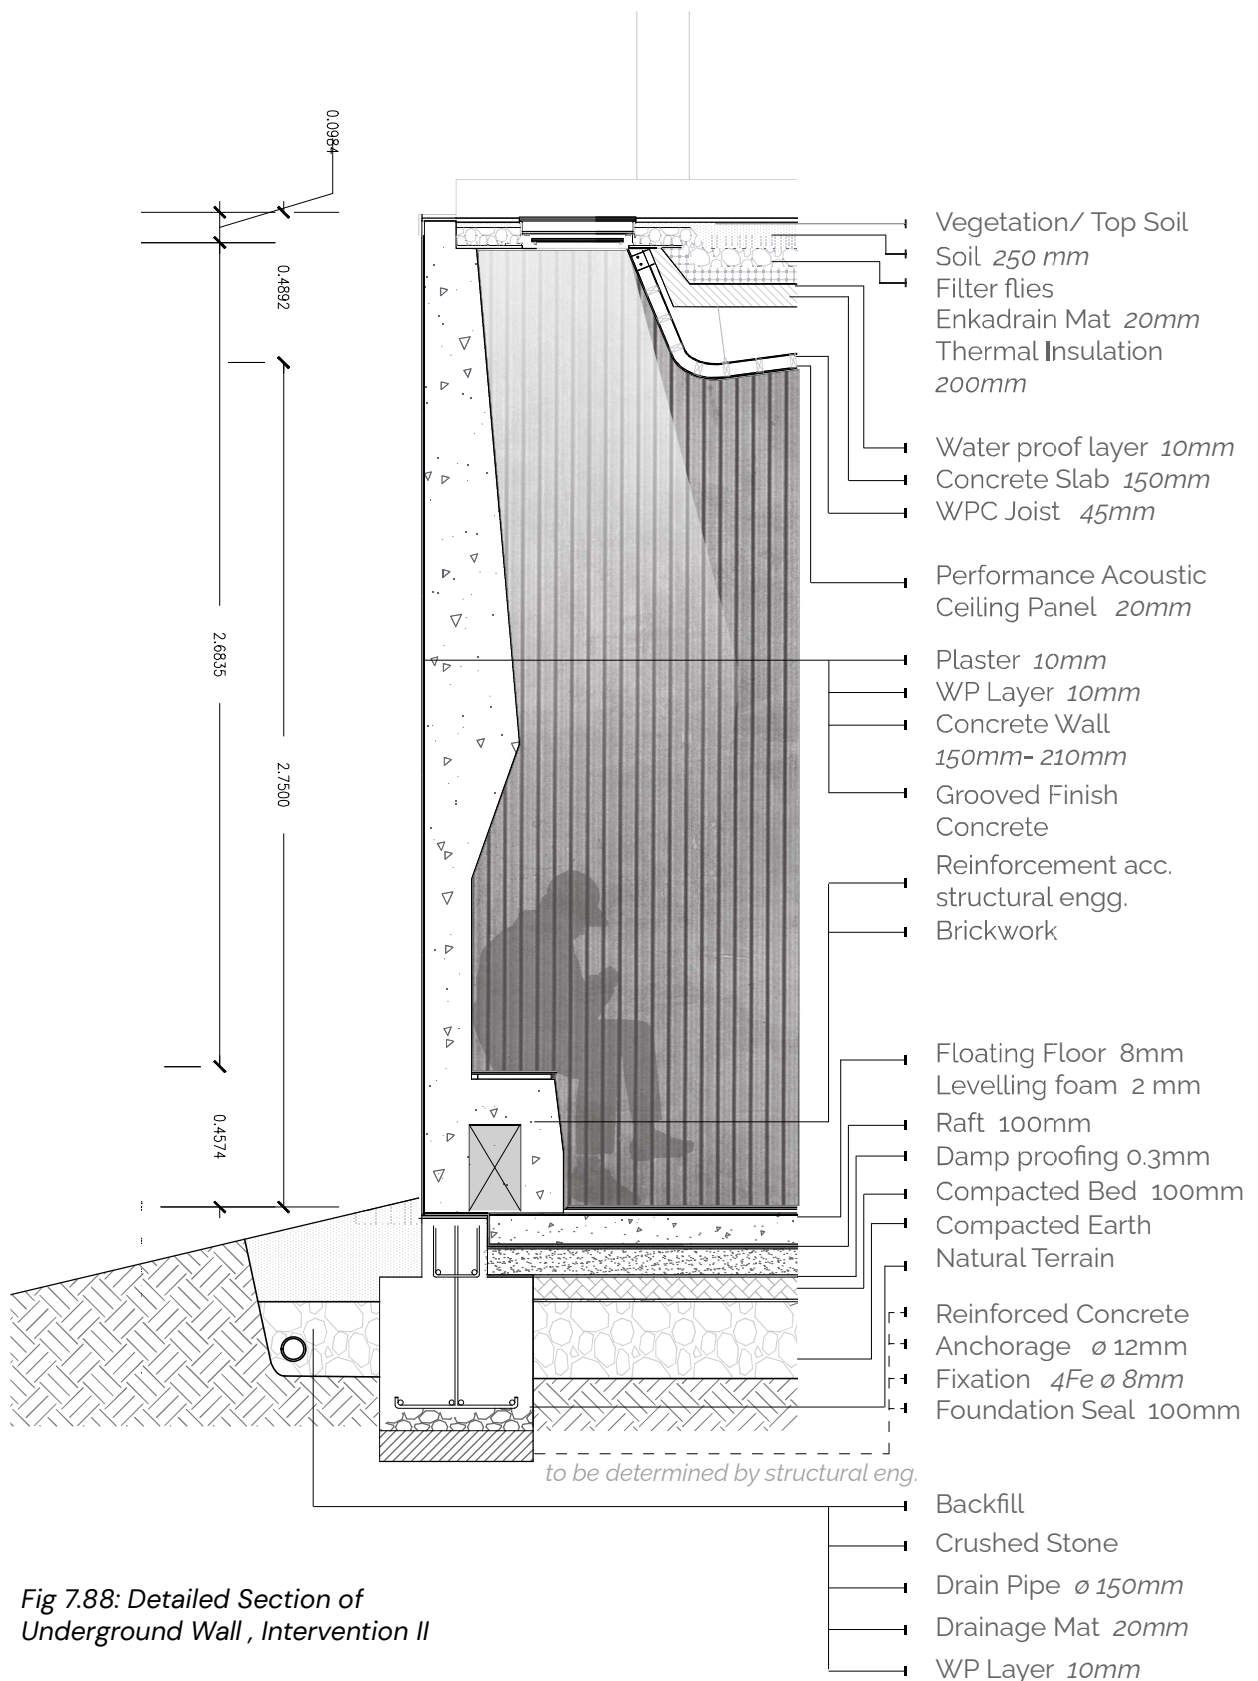 0.0984
0.4892
2.6835
2.7500
0.4574
Vegetation/ Top Soil
Soil 250 mm
Filter flies
Enkadrain Mat 20mm
Thermal Insulation
200mm
Water proof layer 10mm
Concrete Slab 150mm
WPC Joist 45mm
Performance Acoustic
Ceiling Panel 20mm
Plaster 10mm
WP Layer 10mm
Concrete Wall
150mm- 210mm
Grooved Finish
Concrete
Reinforcement acc.
structural engg.
Brickwork
Floating Floor 8mm
Levelling foam 2 mm
Raft 100mm
Damp proofing 0.3mm
Compacted Bed 100mm
Compacted Earth
Natural Terrain
Reinforced Concrete
Anchorage ø 12mm
Fixation 4Fe ø 8mm
Foundation Seal 100mm
to be determined by structural eng.
Backfill
Crushed Stone
Drain Pipe ø 150mm
Drainage Mat 20mm
WP Layer 10mm
Fig 7.88: Detailed Section of
Underground Wall , Intervention II